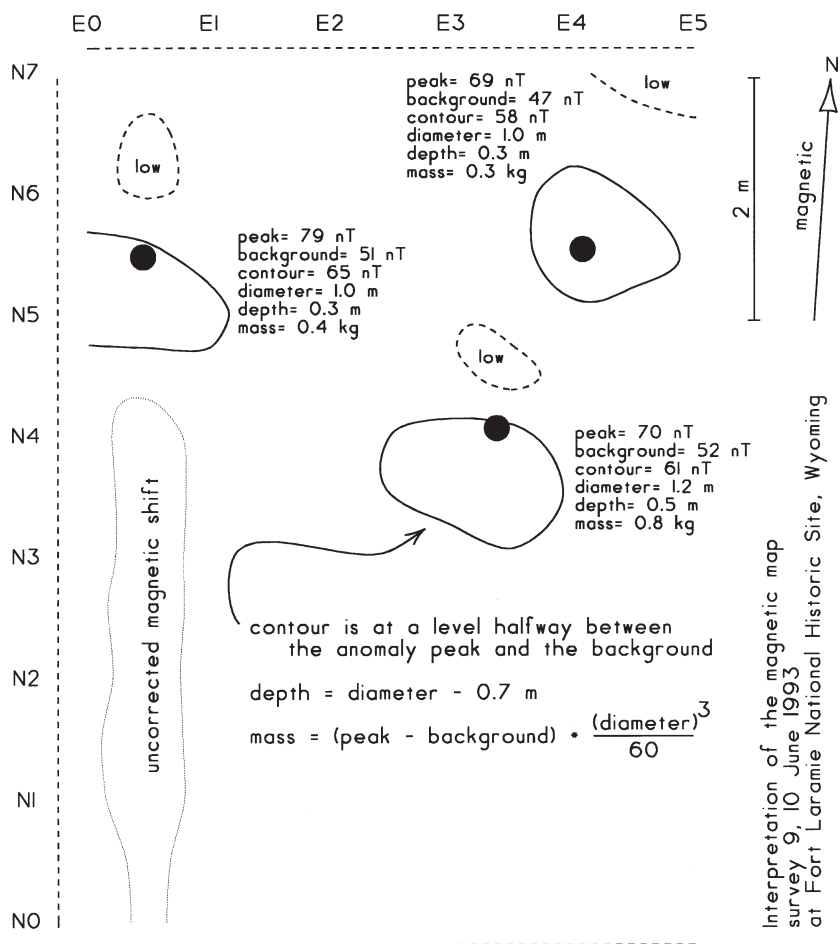 E0 E1 E2 E3 E4 E5
N7
N6
N5
N4
N3
N2
N1
N0
low
peak= 69 nT
background= 47 nT
contour= 58 nT
diameter= 1.0 m
depth= 0.3 m
mass= 0.3 kg
low
N
magnetic
2 m
peak= 79 nT
background= 51 nT
contour= 65 nT
diameter= 1.0 m
depth= 0.3 m
mass= 0.4 kg
low
peak= 70 nT
background= 52 nT
contour= 61 nT
diameter= 1.2 m
depth= 0.5 m
mass= 0.8 kg
uncorrected magnetic shift
contour is at a level halfway between
the anomaly peak and the background
depth = diameter - 0.7 m
mass = (peak - background) * (diameter)³ / 60
Interpretation of the magnetic map
survey 9, 10 June 1993
at Fort Laramie National Historic Site, Wyoming